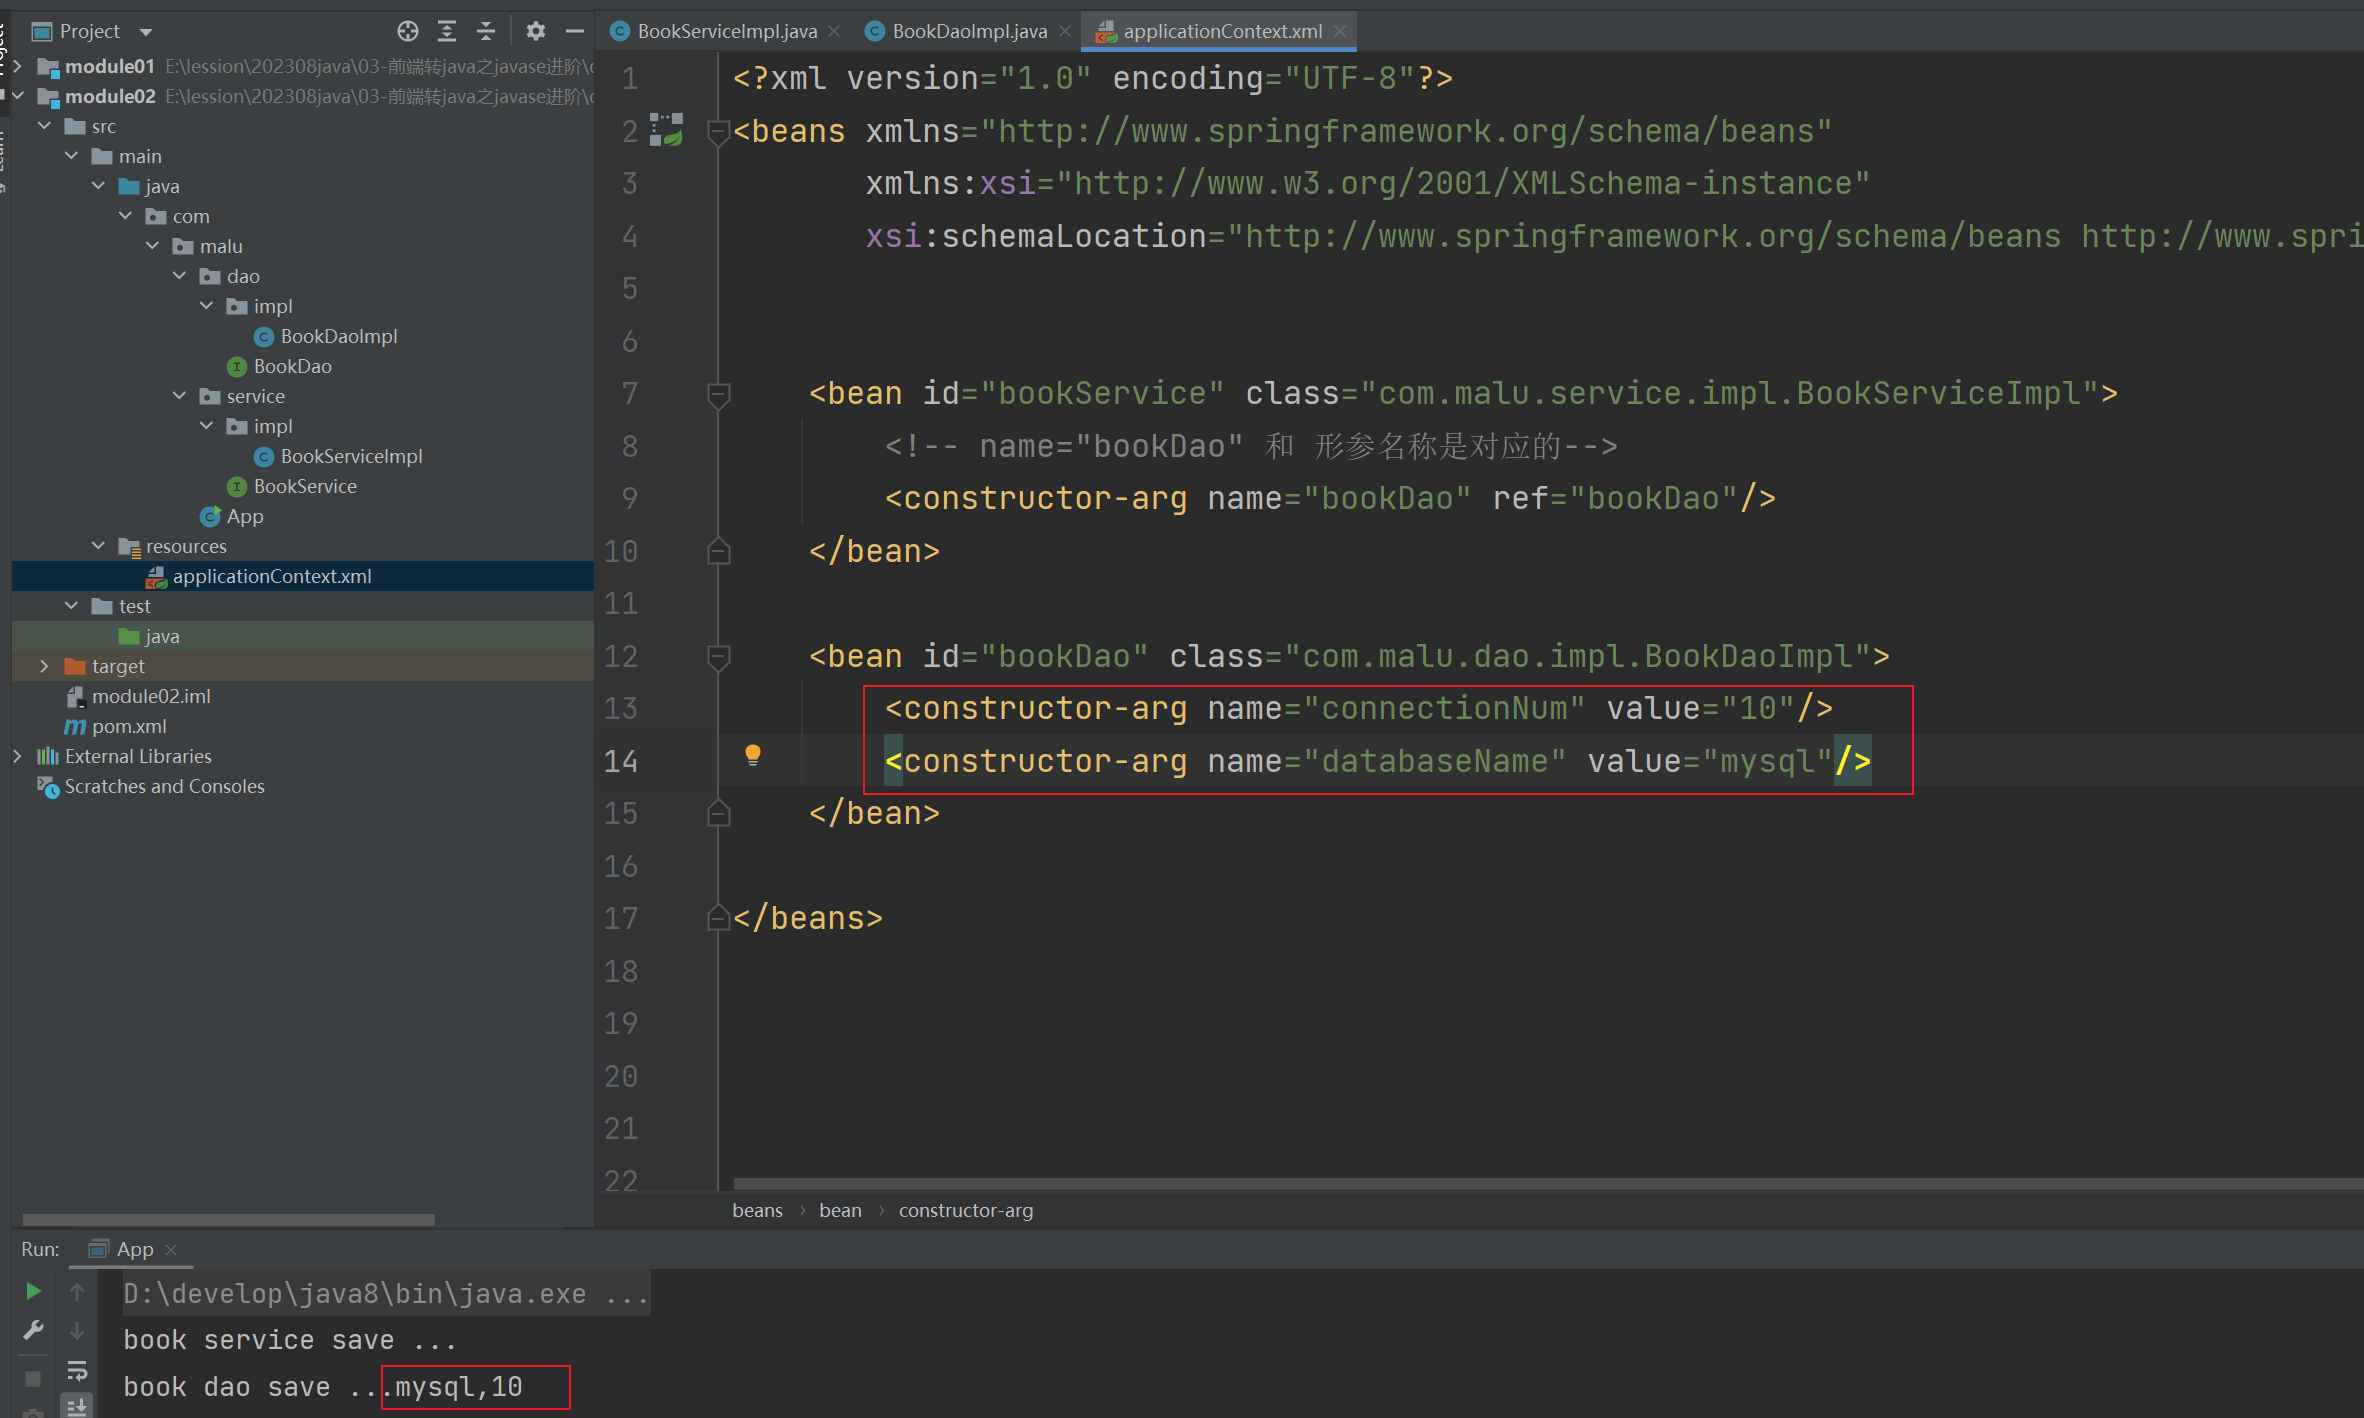 Project
module01 E:\lession\202308java\03-前端转java之javase进阶\
module02 E:\lession\202308java\03-前端转java之javase进阶\
src
main
java
com
malu
dao
impl
BookDaoImpl
BookDao
service
impl
BookServiceImpl
BookService
App
resources
applicationContext.xml
test
java
target
module02.iml
pom.xml
External Libraries
Scratches and Consoles
BookServiceImpl.java
BookDaoImpl.java
applicationContext.xml
1 <?xml version="1.0" encoding="UTF-8"?>
2 <beans xmlns="http://www.springframework.org/schema/beans"
3 xmlns:xsi="http://www.w3.org/2001/XMLSchema-instance"
4 xsi:schemaLocation="http://www.springframework.org/schema/beans http://www.spri
5
6
7 <bean id="bookService" class="com.malu.service.impl.BookServiceImpl">
8 <!-- name="bookDao" 和 形参名称是对应的-->
9 <constructor-arg name="bookDao" ref="bookDao"/>
10 </bean>
11
12 <bean id="bookDao" class="com.malu.dao.impl.BookDaoImpl">
13 <constructor-arg name="connectionNum" value="10"/>
14 <constructor-arg name="databaseName" value="mysql"/>
15 </bean>
16
17 </beans>
18
19
20
21
22
beans › bean › constructor-arg
Run: App
D:\develop\java8\bin\java.exe ...
book service save ...
book dao save ...mysql,10